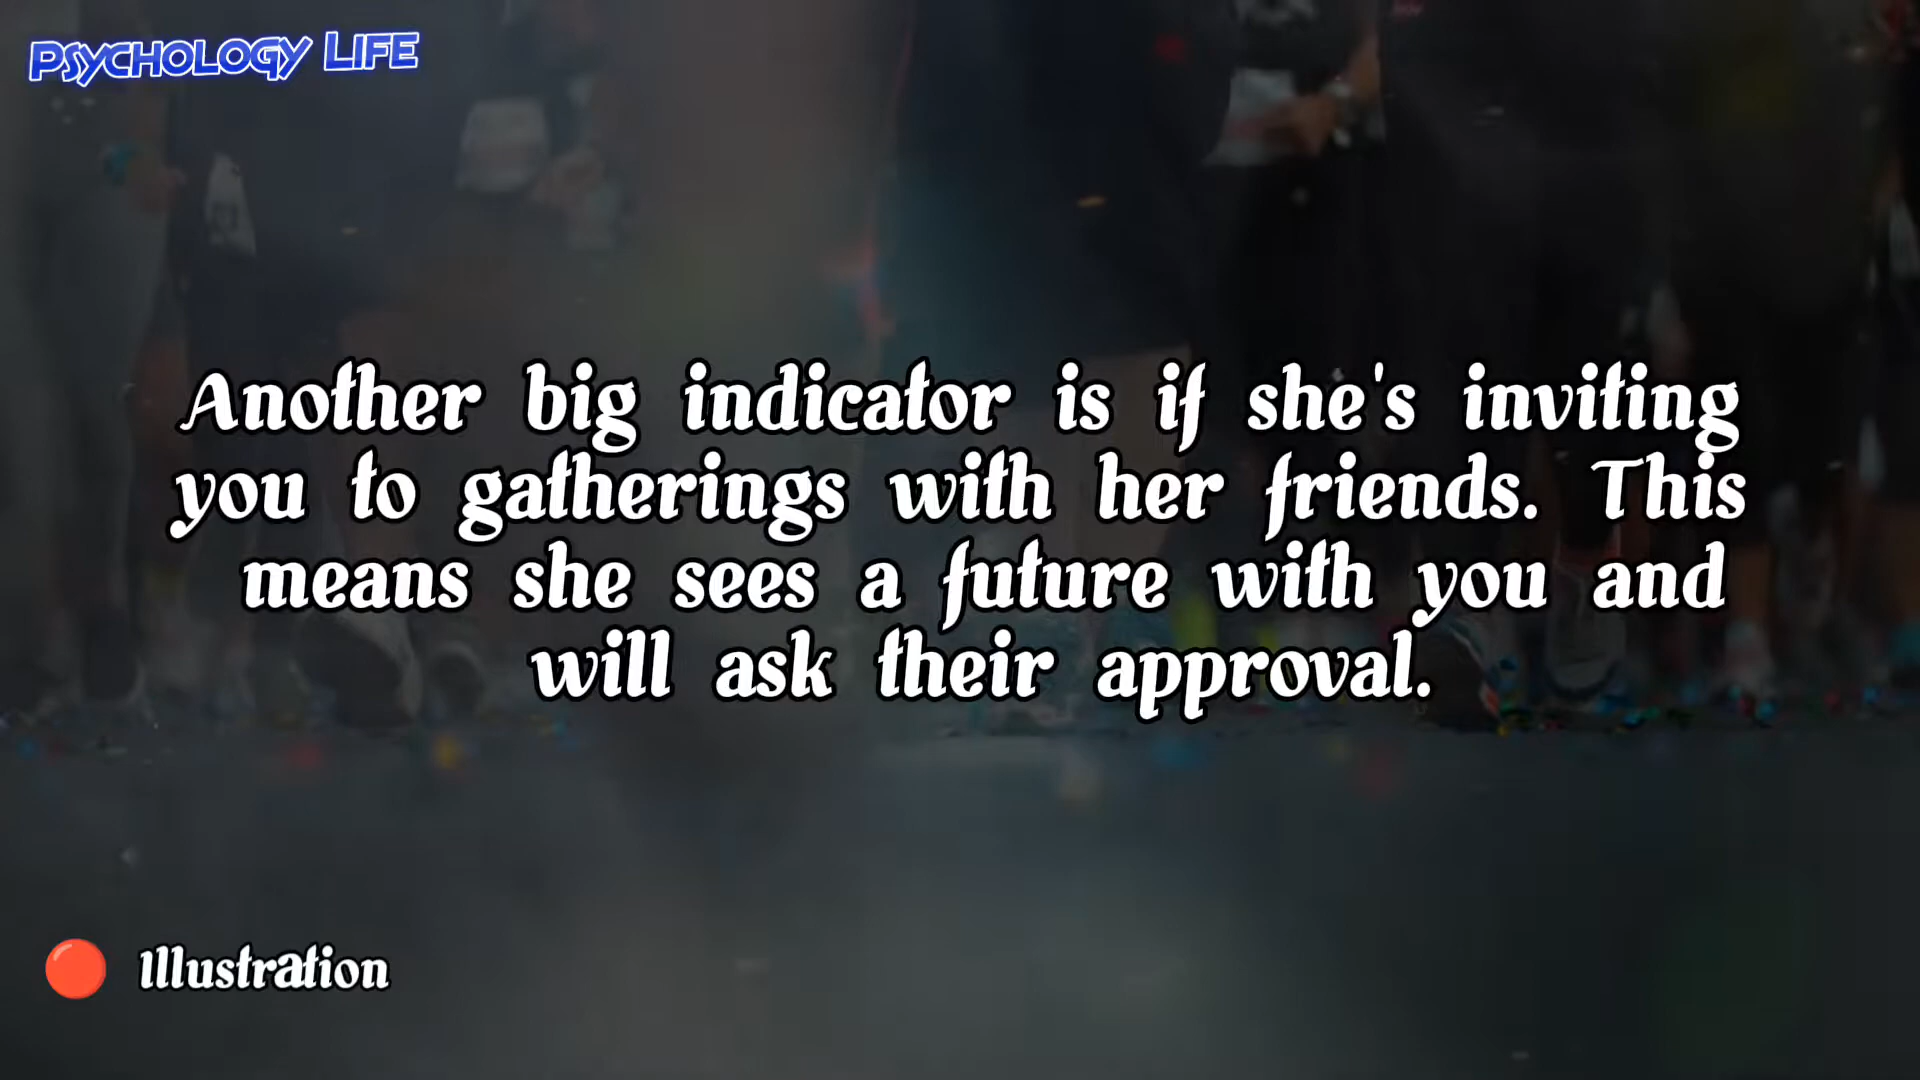 Psychology Life
Another big indicator is if she's inviting
you to gatherings with her friends. This
means she sees a future with you and
will ask their approval.
Illustration